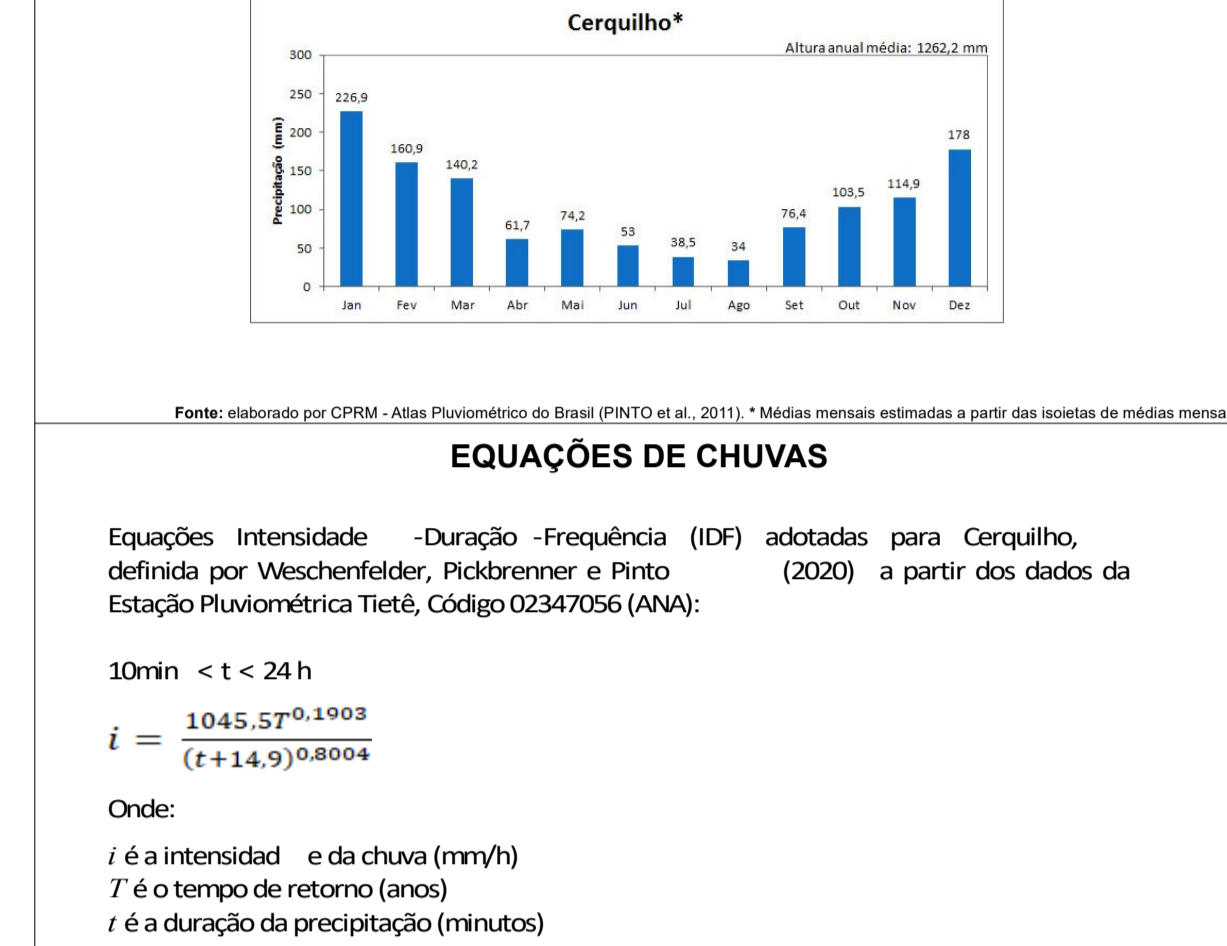 Cerquilho*
Altura anual média: 1262,2 mm
Precipitação (mm)
300
250
200
150
100
50
0
226,9
160,9
140,2
61,7
74,2
53
38,5
34
76,4
103,5
114,9
178
Jan Fev Mar Abr Mai Jun Jul Ago Set Out Nov Dez
Fonte: elaborado por CPRM - Atlas Pluviométrico do Brasil (PINTO et al., 2011). * Médias mensais estimadas a partir das isoietas de médias mensa
EQUAÇÕES DE CHUVAS
Equações Intensidade -Duração -Frequência (IDF) adotadas para Cerquilho,
definida por Weschenfelder, Pickbrenner e Pinto (2020) a partir dos dados da
Estação Pluviométrica Tietê, Código 02347056 (ANA):
10min < t < 24 h
i = 1045,5T^0,1903 / (t+14,9)^0,8004
Onde:
i é a intensidad e da chuva (mm/h)
T é o tempo de retorno (anos)
t é a duração da precipitação (minutos)